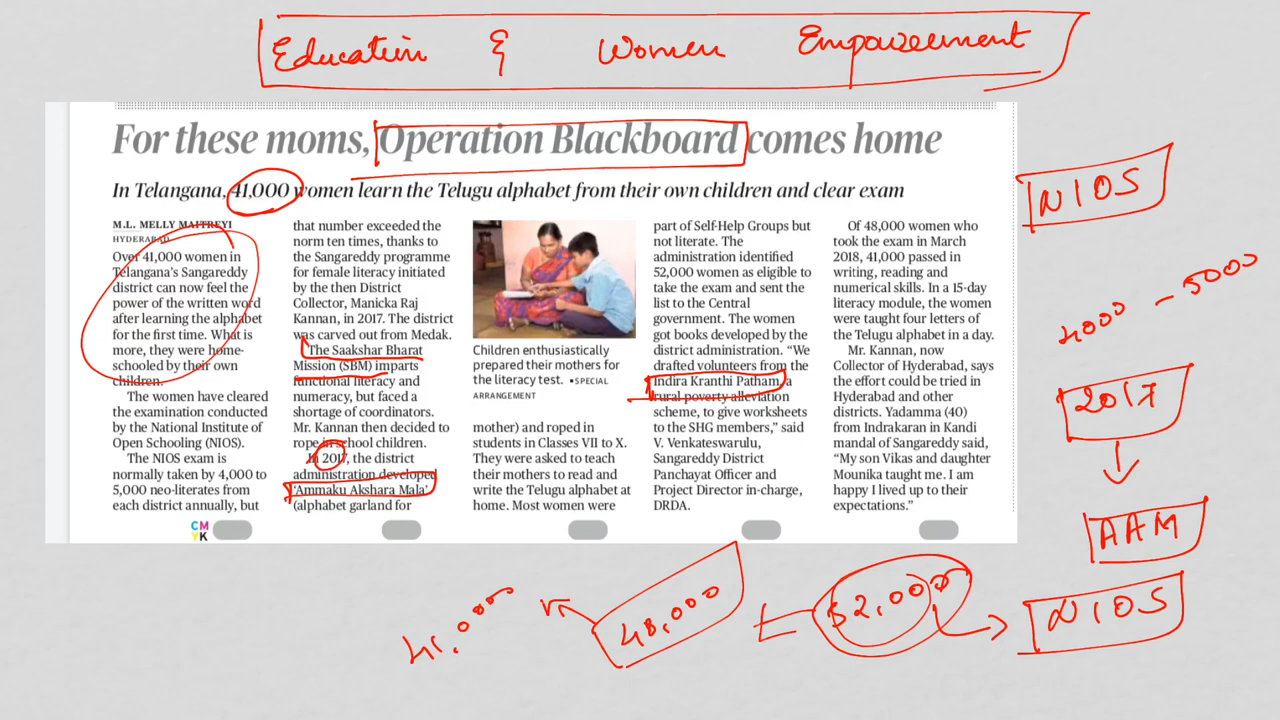 Education & Women Empowerment
For these moms, Operation Blackboard comes home
In Telangana, 41,000 women learn the Telugu alphabet from their own children and clear exam
M.L. MELLY MAITREYI
HYDERABAD
Over 41,000 women in
Telangana's Sangareddy
district can now feel the
power of the written word
after learning the alphabet
for the first time. What is
more, they were home-
schooled by their own
children.
The women have cleared
the examination conducted
by the National Institute of
Open Schooling (NIOS).
The NIOS exam is
normally taken by 4,000 to
5,000 neo-literates from
each district annually, but
that number exceeded the
norm ten times, thanks to
the Sangareddy programme
for female literacy initiated
by the then District
Collector, Manicka Raj
Kannan, in 2017. The district
was carved out from Medak.
The Saakshar Bharat
Mission (SBM) imparts
functional literacy and
numeracy, but faced a
shortage of coordinators.
Mr. Kannan then decided to
rope in school children.
In 2017, the district
administration developed
'Ammaku Akshara Mala'
(alphabet garland for
Children enthusiastically
prepared their mothers for
the literacy test. ▪SPECIAL
ARRANGEMENT
mother) and roped in
students in Classes VII to X.
They were asked to teach
their mothers to read and
write the Telugu alphabet at
home. Most women were
part of Self-Help Groups but
not literate. The
administration identified
52,000 women as eligible to
take the exam and sent the
list to the Central
government. The women
got books developed by the
district administration. "We
drafted volunteers from the
Indira Kranthi Patham, a
rural poverty alleviation
scheme, to give worksheets
to the SHG members," said
V. Venkateswarulu,
Sangareddy District
Panchayat Officer and
Project Director in-charge,
DRDA.
Of 48,000 women who
took the exam in March
2018, 41,000 passed in
writing, reading and
numerical skills. In a 15-day
literacy module, the women
were taught four letters of
the Telugu alphabet in a day.
Mr. Kannan, now
Collector of Hyderabad, says
the effort could be tried in
Hyderabad and other
districts. Yadamma (40)
from Indrakaran in Kandi
mandal of Sangareddy said,
"My son Vikas and daughter
Mounika taught me. I am
happy I lived up to their
expectations."
CM
YK
NIOS
4000 - 5000
2017
AAM
NIOS
52,000
48,000
41,000